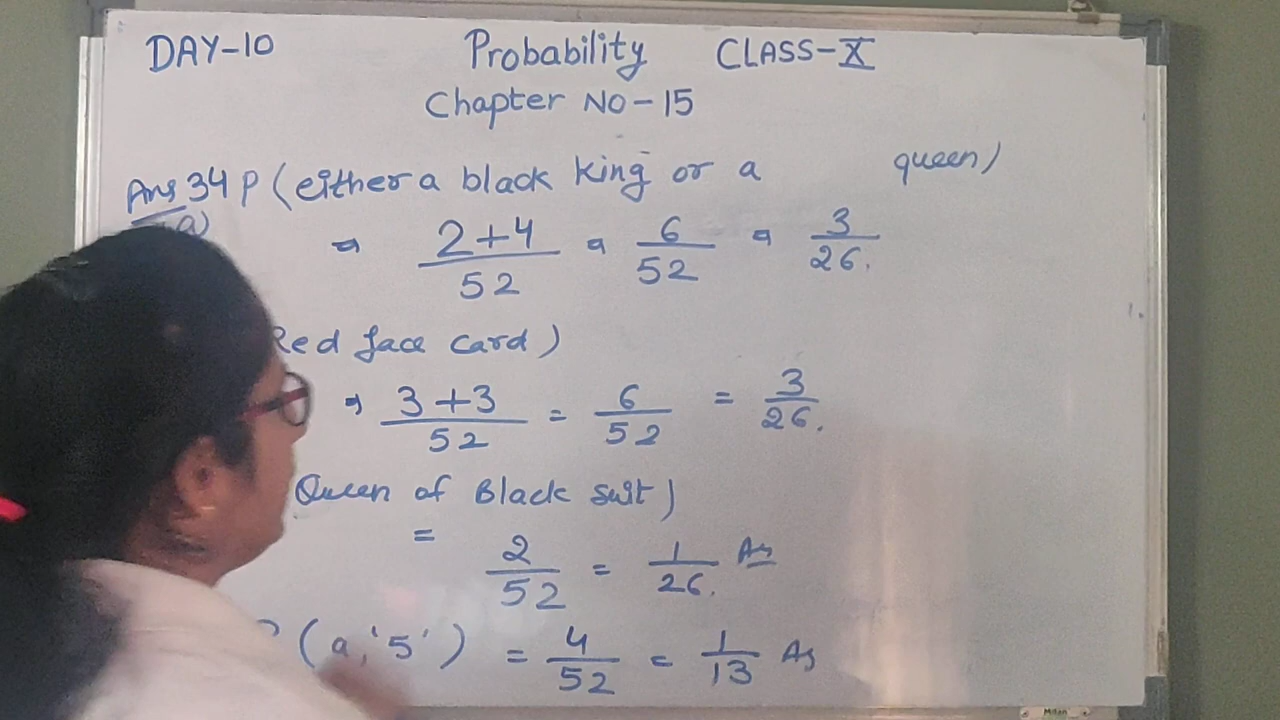 DAY-10 Probability CLASS-X
Chapter NO-15
Ans 34 P (either a black king or a queen)
a)
⇒ 2+4/52 = 6/52 = 3/26.
Red face card)
⇒ 3+3/52 = 6/52 = 3/26.
Queen of Black suit)
= 2/52 = 1/26. As
(a '5') = 4/52 = 1/13 As